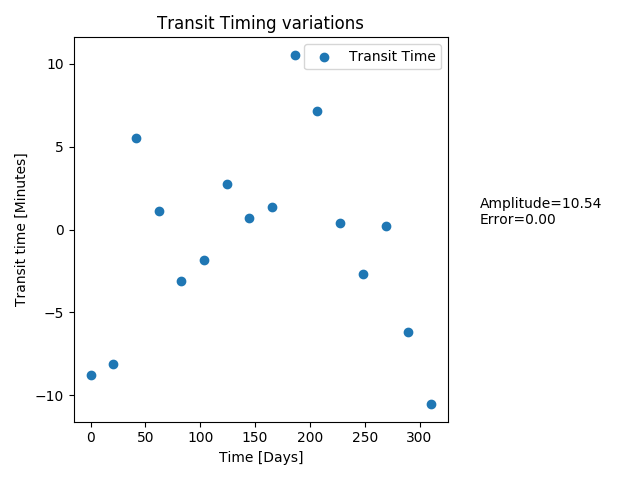 Transit Timing variations
Transit Time
10
5
0
−5
−10
Transit time [Minutes]
Amplitude=10.54
Error=0.00
0 50 100 150 200 250 300
Time [Days]